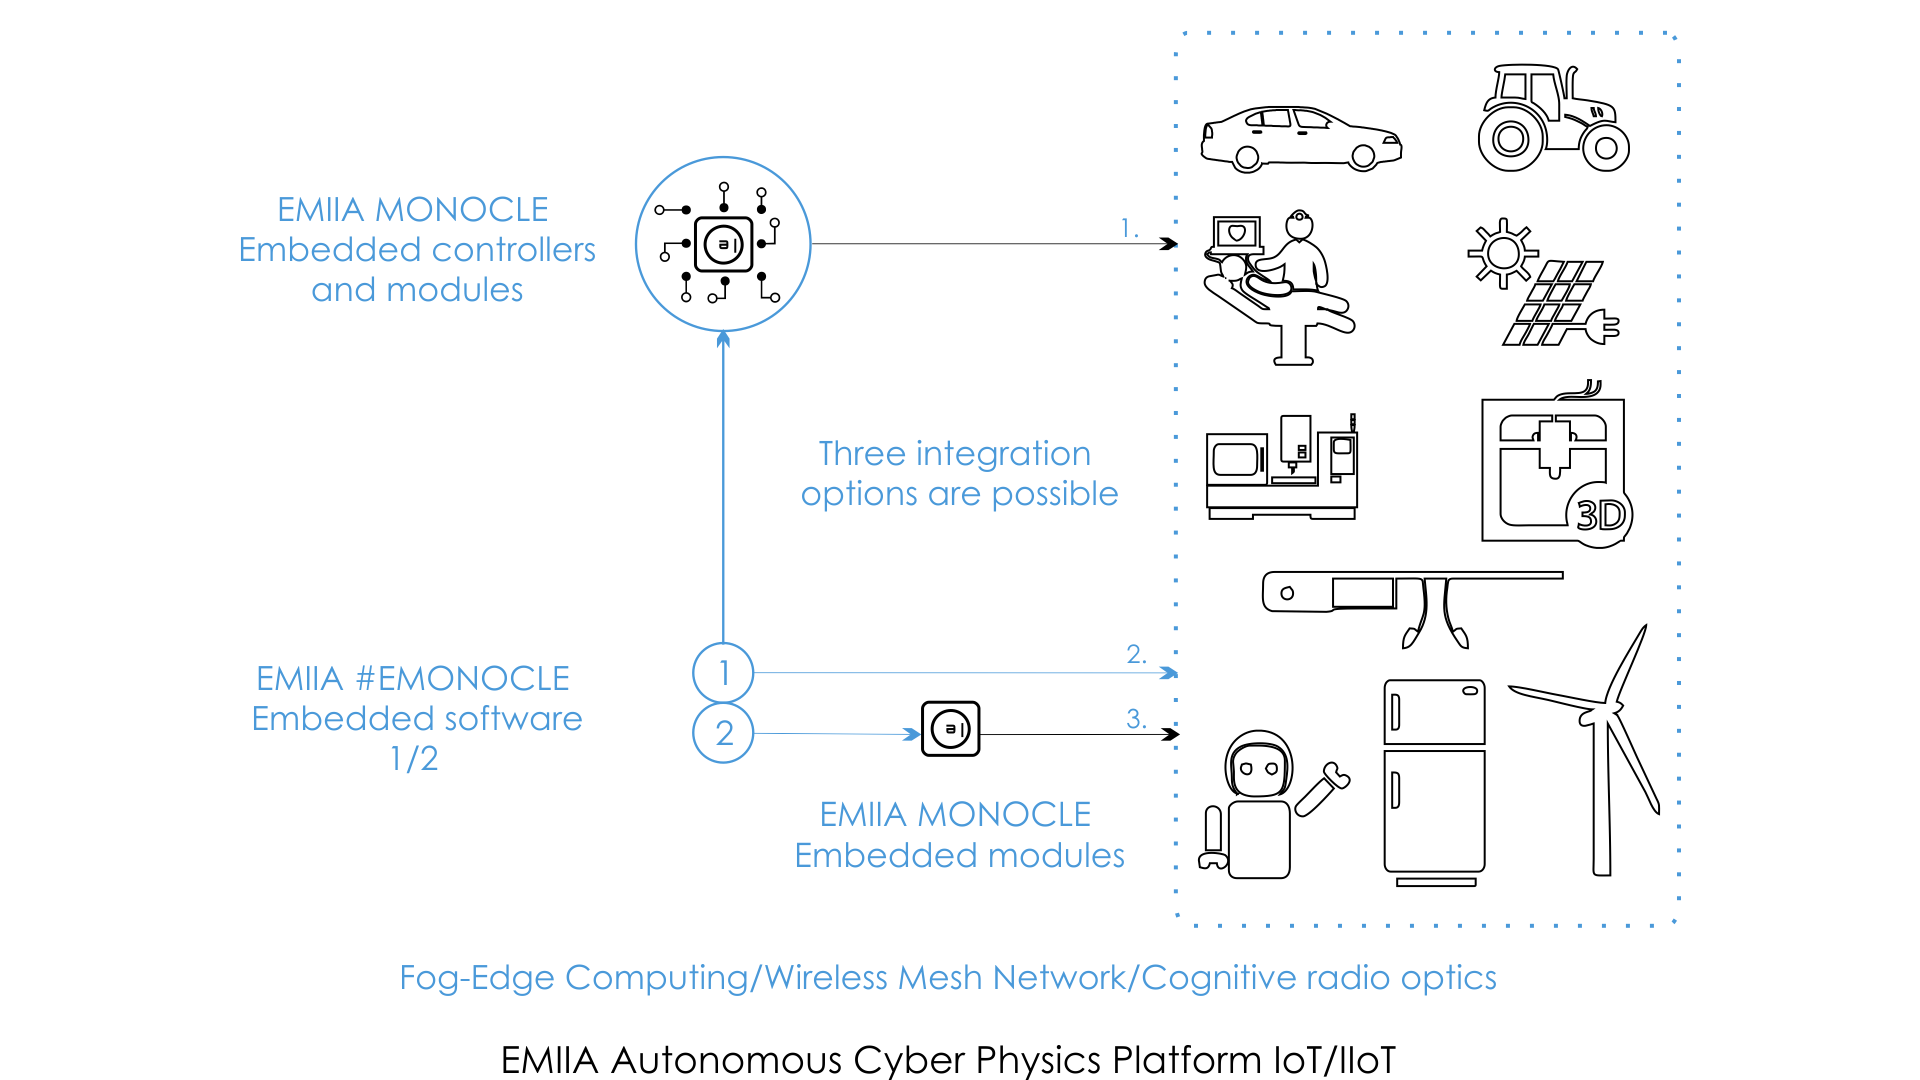 EMIIA MONOCLE
Embedded controllers
and modules
aI
1.
Three integration
options are possible
3D
EMIIA #EMONOCLE
Embedded software
1/2
1
2.
2
aI
3.
EMIIA MONOCLE
Embedded modules
Fog-Edge Computing/Wireless Mesh Network/Cognitive radio optics
EMIIA Autonomous Cyber Physics Platform IoT/IIoT